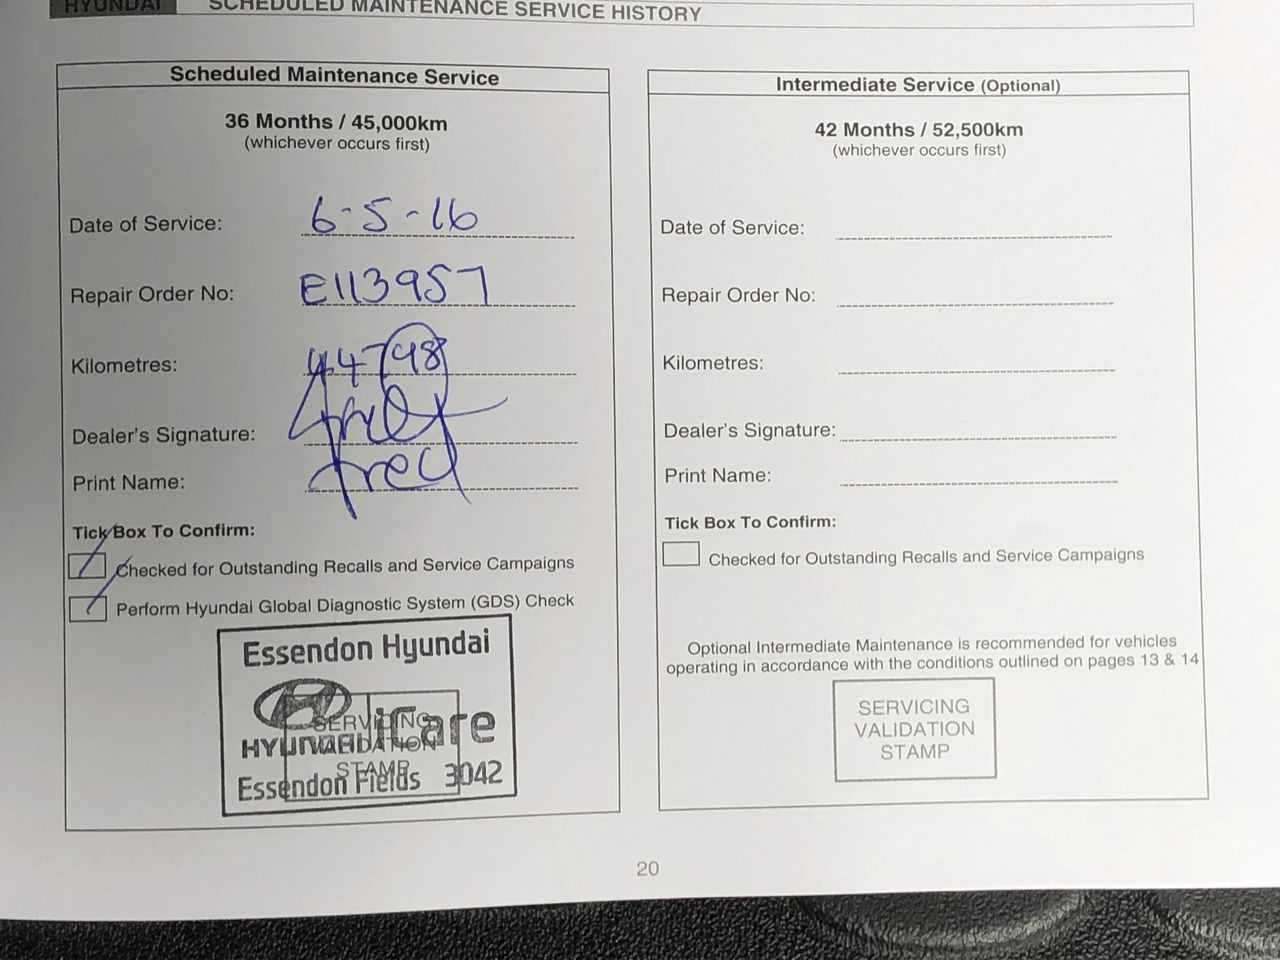 HYUNDAI SCHEDULED MAINTENANCE SERVICE HISTORY
Scheduled Maintenance Service
36 Months / 45,000km
(whichever occurs first)
Date of Service: 6-5-16
Repair Order No: E113957
Kilometres: 44798
Dealer's Signature:
Print Name: Fred
Tick Box To Confirm:
Checked for Outstanding Recalls and Service Campaigns
Perform Hyundai Global Diagnostic System (GDS) Check
Essendon Hyundai
iCare
HYUNDAI
Essendon Fields 3042
SERVICING
VALIDATION
STAMP
Intermediate Service (Optional)
42 Months / 52,500km
(whichever occurs first)
Date of Service:
Repair Order No:
Kilometres:
Dealer's Signature:
Print Name:
Tick Box To Confirm:
Checked for Outstanding Recalls and Service Campaigns
Optional Intermediate Maintenance is recommended for vehicles
operating in accordance with the conditions outlined on pages 13 & 14
SERVICING
VALIDATION
STAMP
20